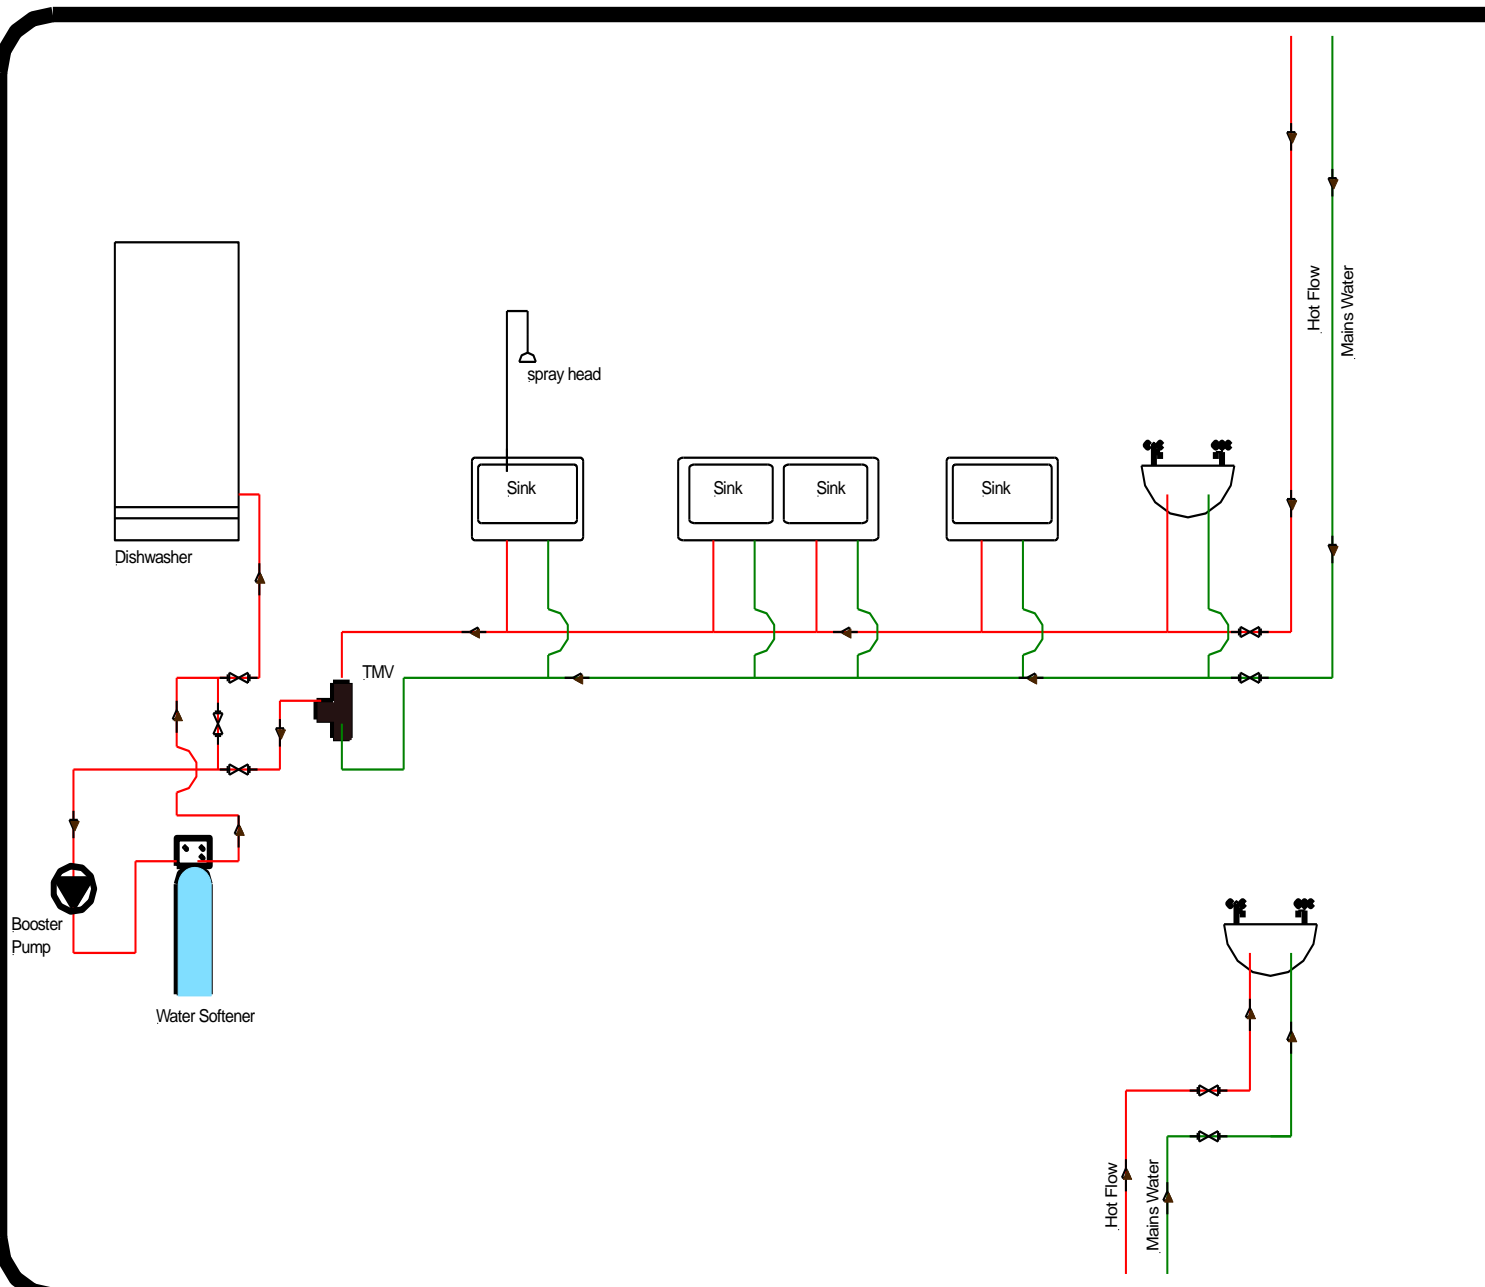 Hot Flow
Mains Water
spray head
Sink
Sink
Sink
Sink
Dishwasher
TMV
Booster
Pump
Water Softener
Hot Flow
Mains Water